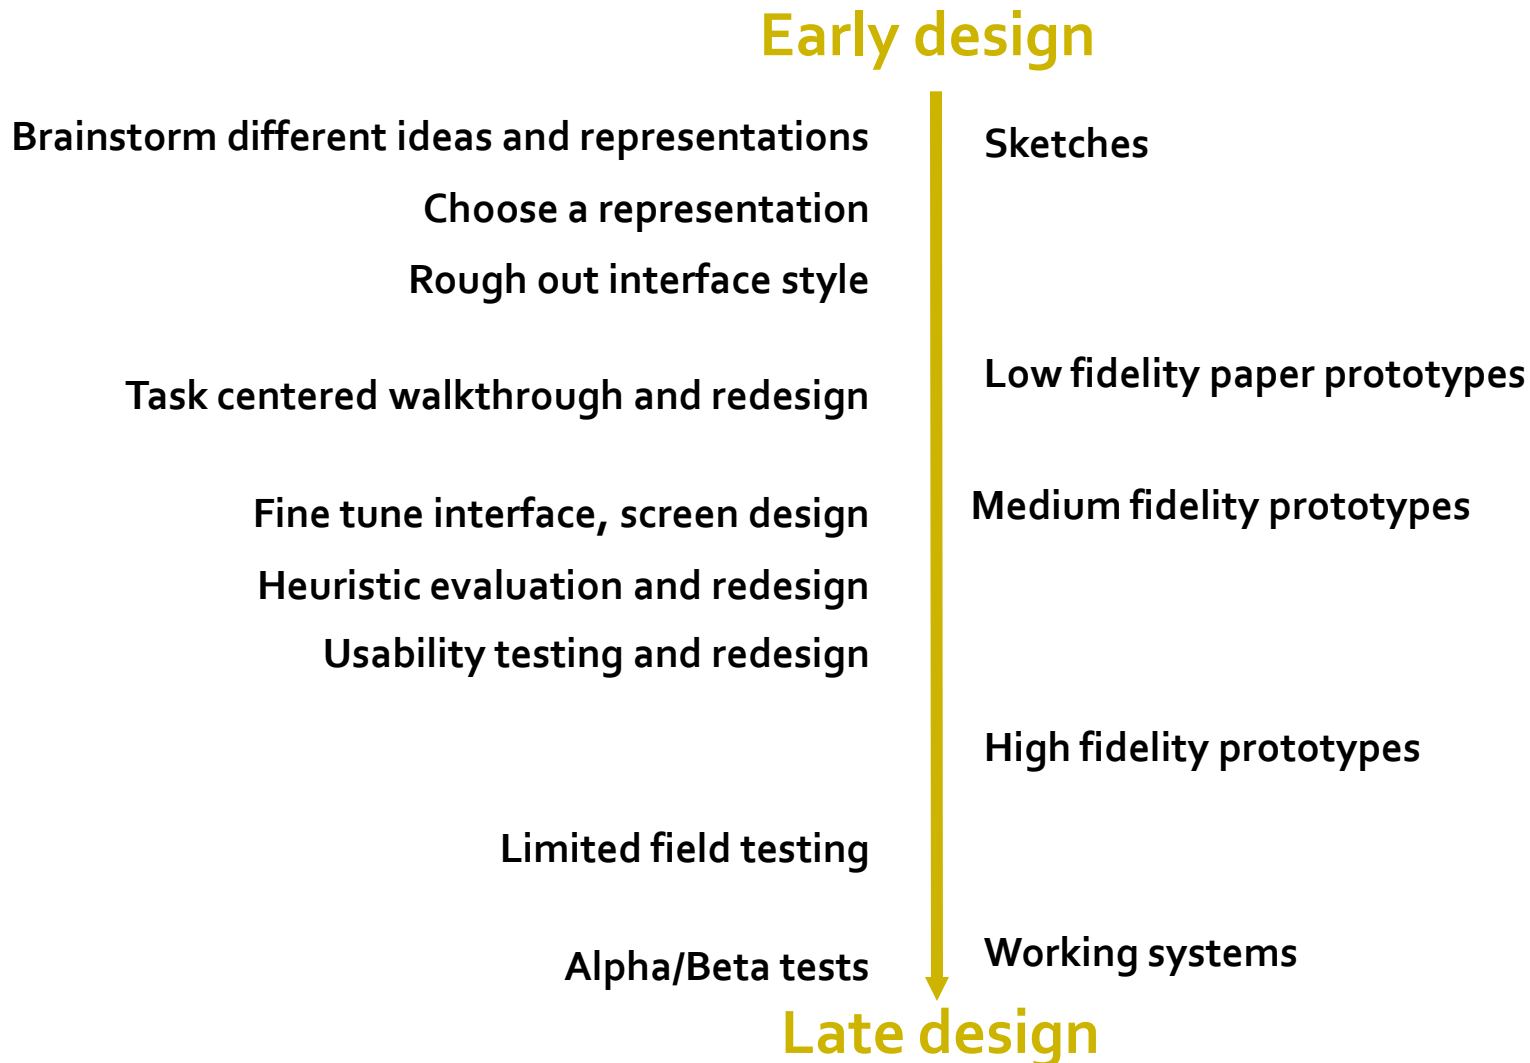 Early design
Brainstorm different ideas and representations
Sketches
Choose a representation
Rough out interface style
Low fidelity paper prototypes
Task centered walkthrough and redesign
Medium fidelity prototypes
Fine tune interface, screen design
Heuristic evaluation and redesign
Usability testing and redesign
High fidelity prototypes
Limited field testing
Working systems
Alpha/Beta tests
Late design